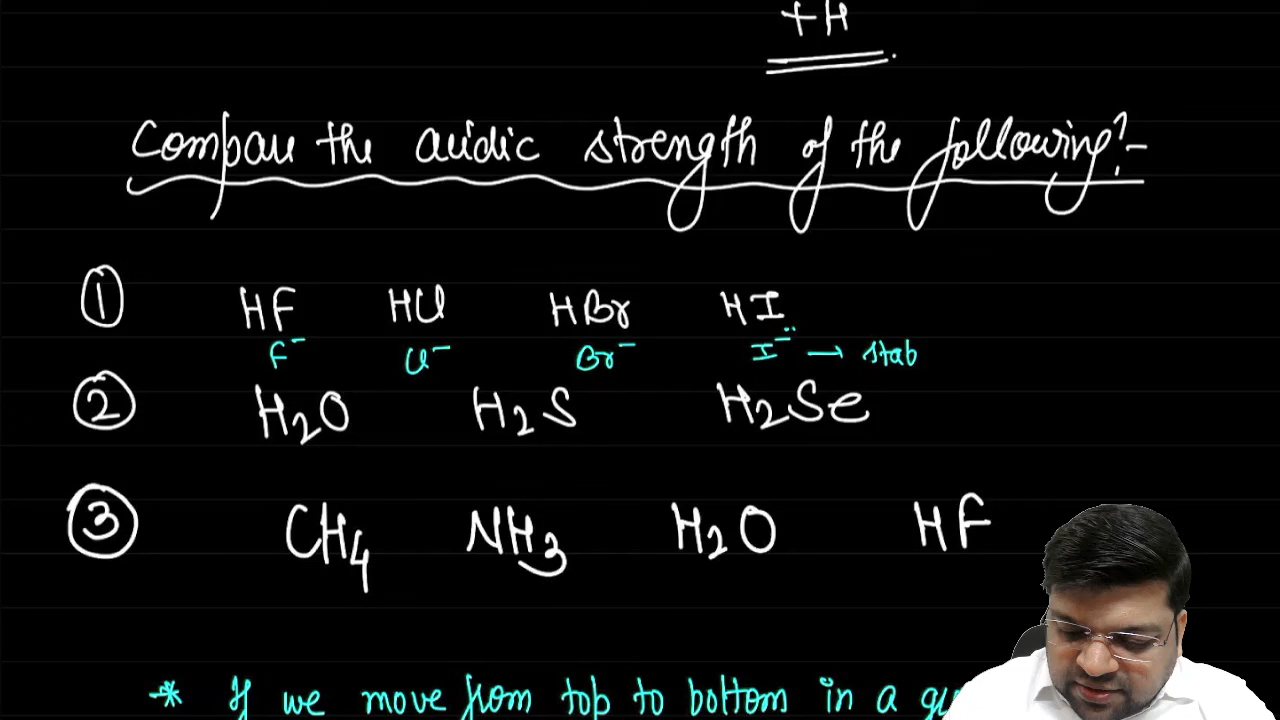 +H
Compare the acidic strength of the following?-
1 HF HCl HBr HI
F⁻ Cl⁻ Br⁻ I⁻ → stab
2 H₂O H₂S H₂Se
3 CH₄ NH₃ H₂O HF
* If we move from top to bottom in a